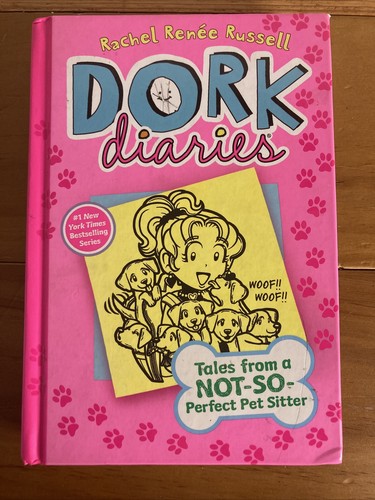 Rachel Renée Russell
DORK
diaries®
#1 New
York Times
Bestselling
Series
WOOF!!
WOOF!!
Tales from a
NOT-SO-
Perfect Pet Sitter